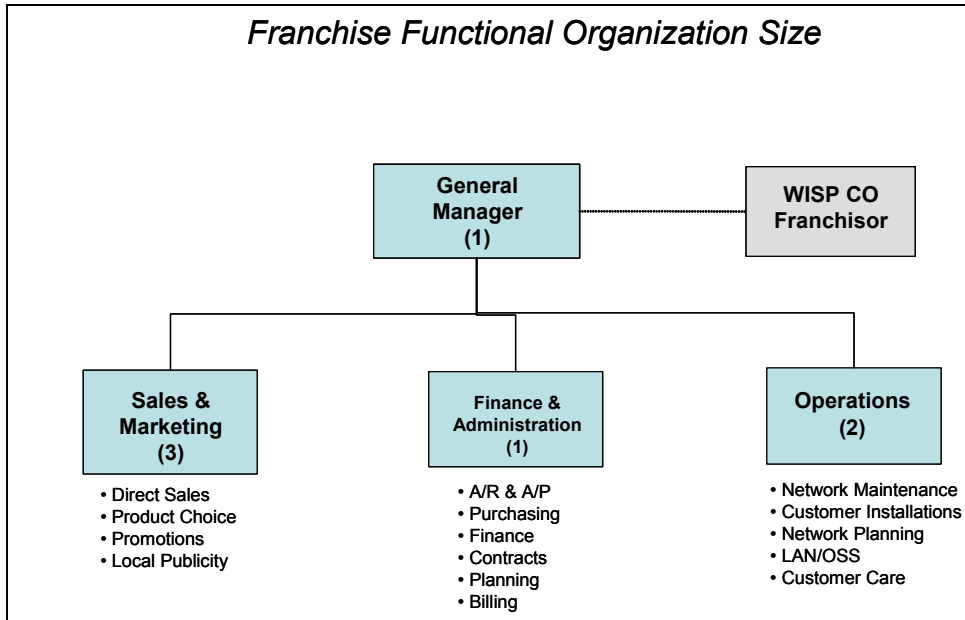 Franchise Functional Organization Size
General
Manager
(1)
WISP CO
Franchisor
Sales &
Marketing
(3)
• Direct Sales
• Product Choice
• Promotions
• Local Publicity
Finance &
Administration
(1)
• A/R & A/P
• Purchasing
• Finance
• Contracts
• Planning
• Billing
Operations
(2)
• Network Maintenance
• Customer Installations
• Network Planning
• LAN/OSS
• Customer Care